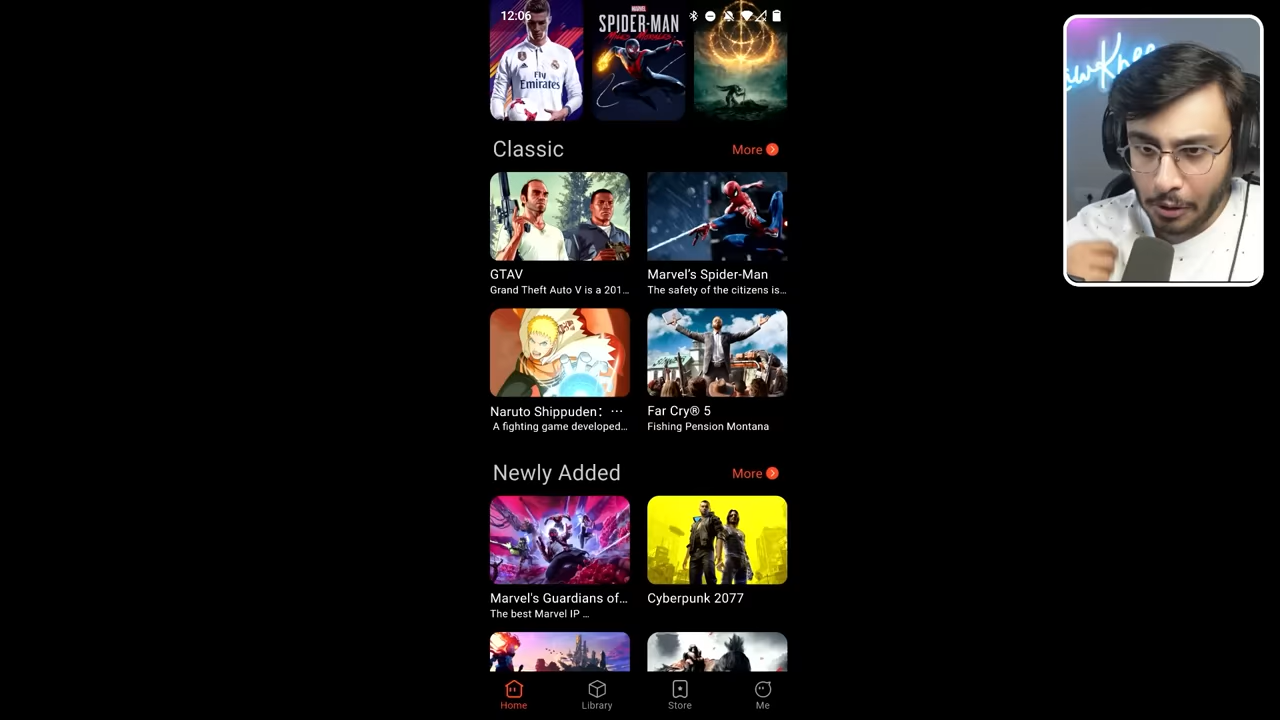 12:06
MARVEL
SPIDER-MAN
Fly
Emirates
Classic
More
GTAV
Grand Theft Auto V is a 201…
Marvel’s Spider-Man
The safety of the citizens is…
Naruto Shippuden： …
A fighting game developed…
Far Cry® 5
Fishing Pension Montana
Newly Added
More
Marvel's Guardians of…
The best Marvel IP …
Cyberpunk 2077
Home
Library
Store
Me